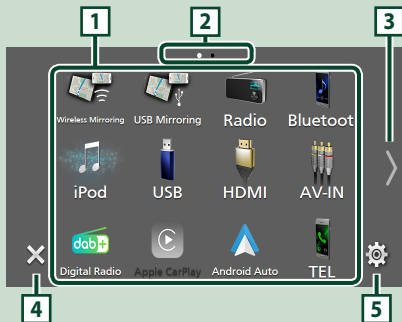 1
2
3
Wireless Mirroring USB Mirroring Radio Bluetoot
iPod USB HDMI AV-IN
dab+
Digital Radio Apple CarPlay Android Auto TEL
4
5